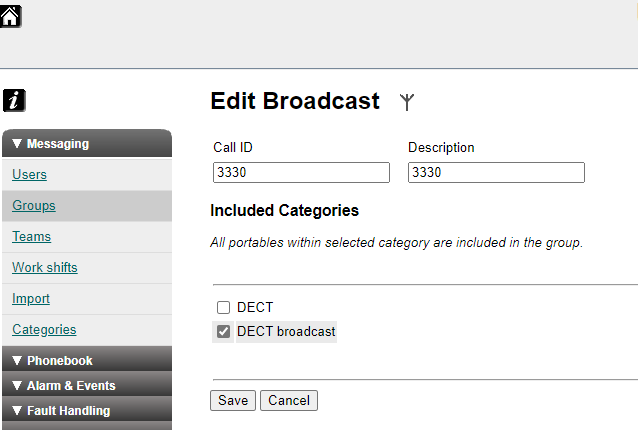 i
Edit Broadcast
▼ Messaging
Users
Groups
Teams
Work shifts
Import
Categories
▼ Phonebook
▼ Alarm & Events
▼ Fault Handling
Call ID Description
3330 3330
Included Categories
All portables within selected category are included in the group.
DECT
DECT broadcast
Save Cancel